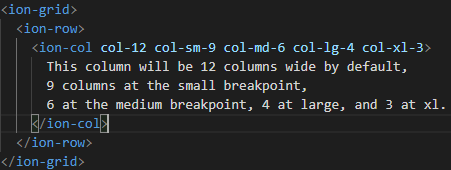 <ion-grid>
<ion-row>
<ion-col col-12 col-sm-9 col-md-6 col-lg-4 col-xl-3>
This column will be 12 columns wide by default,
9 columns at the small breakpoint,
6 at the medium breakpoint, 4 at large, and 3 at xl.
</ion-col>
</ion-row>
</ion-grid>